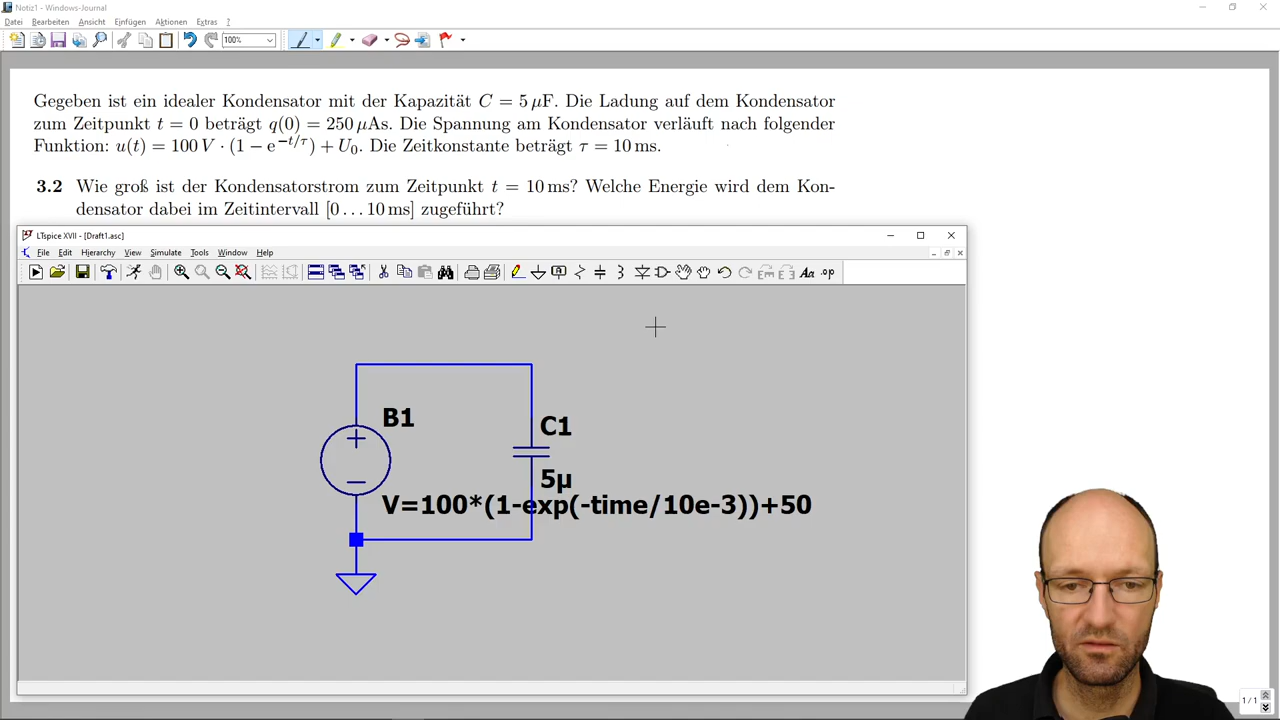 Notiz1 - Windows-Journal
Datei Bearbeiten Ansicht Einfügen Aktionen Extras ?
100%
Gegeben ist ein idealer Kondensator mit der Kapazität C = 5 μF. Die Ladung auf dem Kondensator
zum Zeitpunkt t = 0 beträgt q(0) = 250 μAs. Die Spannung am Kondensator verläuft nach folgender
Funktion: u(t) = 100 V · (1 − e^−t/τ) + U₀. Die Zeitkonstante beträgt τ = 10 ms.
3.2 Wie groß ist der Kondensatorstrom zum Zeitpunkt t = 10 ms? Welche Energie wird dem Kon-
densator dabei im Zeitintervall [0 . . . 10 ms] zugeführt?
LTspice XVII - [Draft1.asc]
File Edit Hierarchy View Simulate Tools Window Help
Aa .op
B1
C1
5µ
V=100*(1-exp(-time/10e-3))+50
1/1